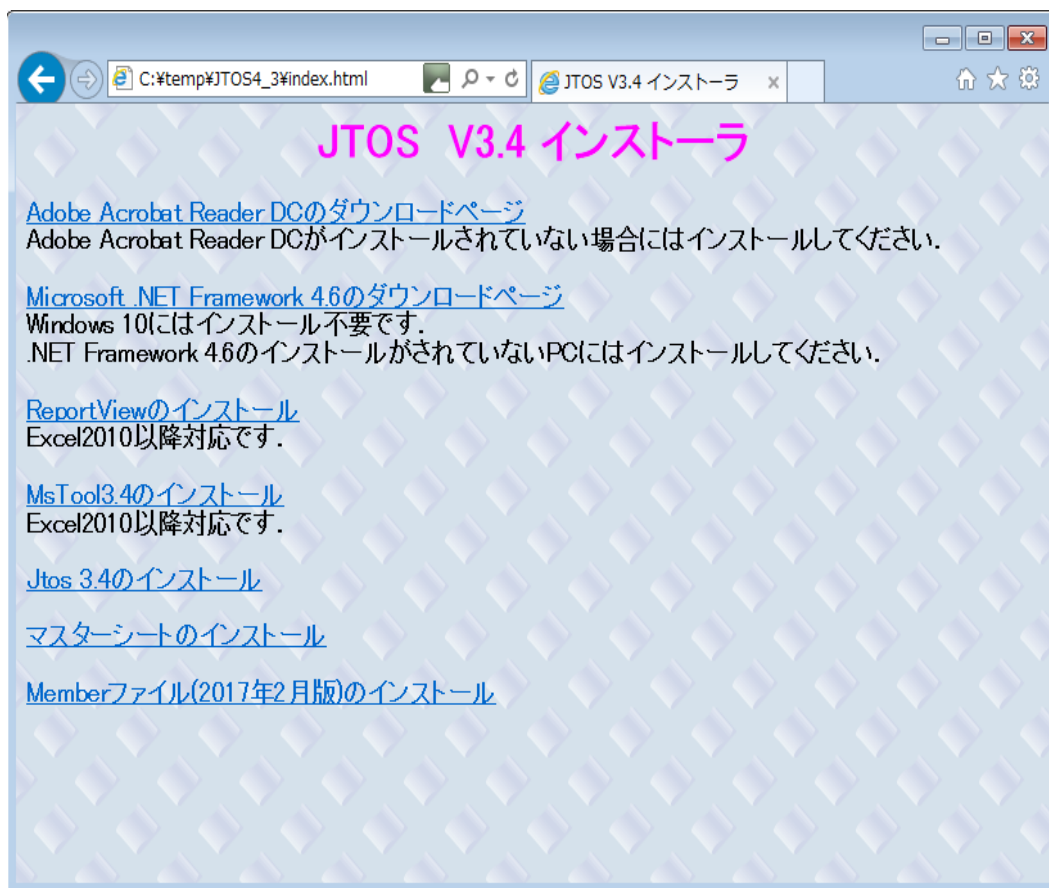 C:¥temp¥JTOS4_3¥index.html
JTOS V3.4 インストーラ
JTOS V3.4 インストーラ
Adobe Acrobat Reader DCのダウンロードページ
Adobe Acrobat Reader DCがインストールされていない場合にはインストールしてください.
Microsoft .NET Framework 4.6のダウンロードページ
Windows 10にはインストール不要です.
.NET Framework 4.6のインストールがされていないPCにはインストールしてください.
ReportViewのインストール
Excel2010以降対応です.
MsTool3.4のインストール
Excel2010以降対応です.
Jtos 3.4のインストール
マスターシートのインストール
Memberファイル(2017年2月版)のインストール